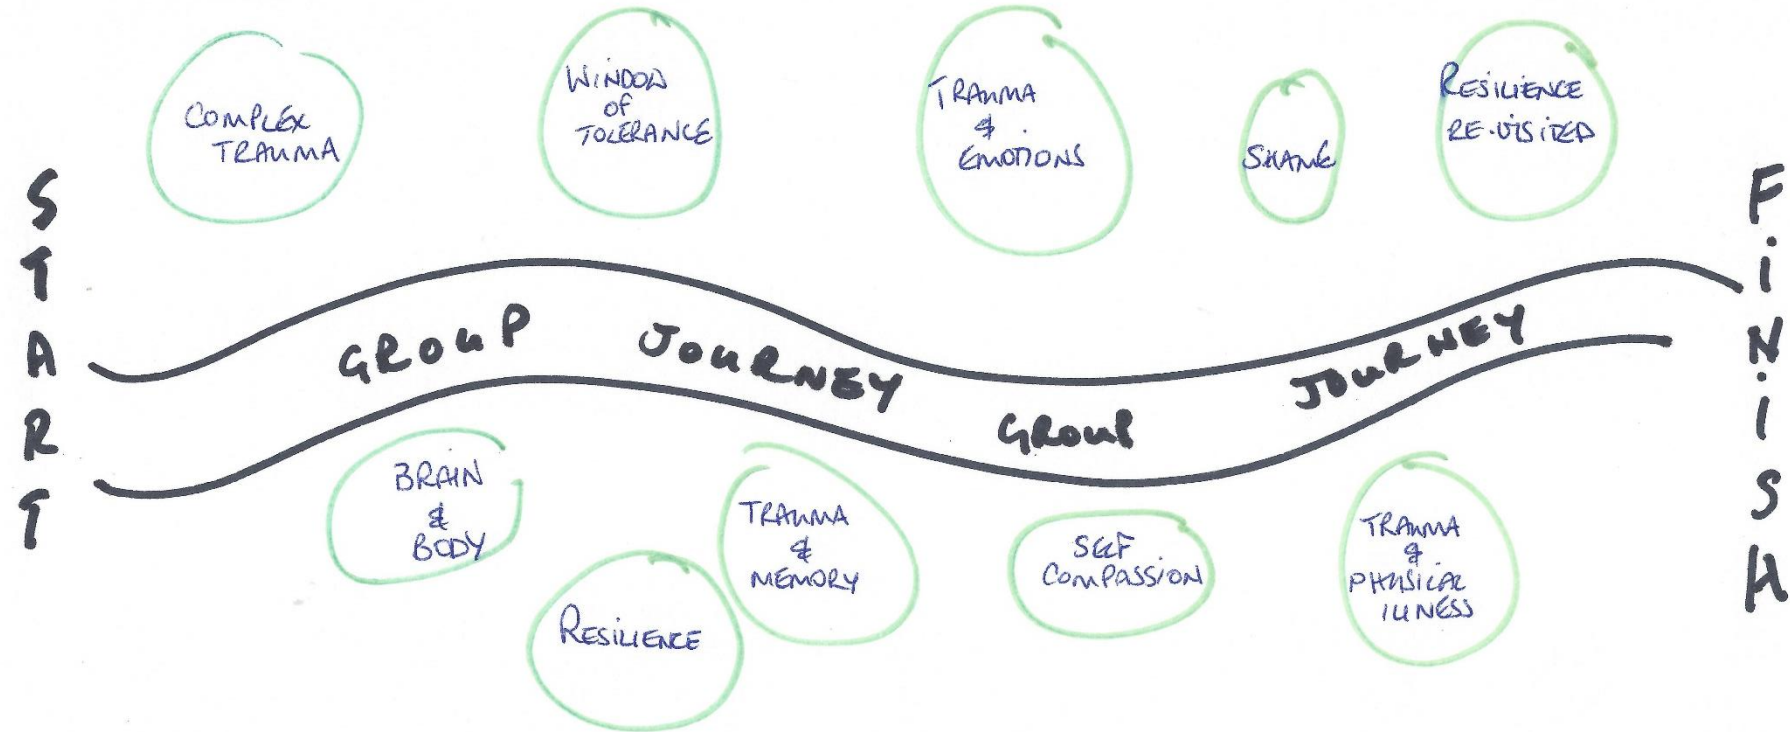 START
COMPLEX
TRAUMA
WINDOW
OF
TOLERANCE
TRAUMA
&
EMOTIONS
SHAME
RESILIENCE
RE-VISITED
GROUP JOURNEY GROUP JOURNEY
BRAIN
&
BODY
RESILIENCE
TRAUMA
&
MEMORY
SELF
COMPASSION
TRAUMA
&
PHYSICAL
ILLNESS
FINISH